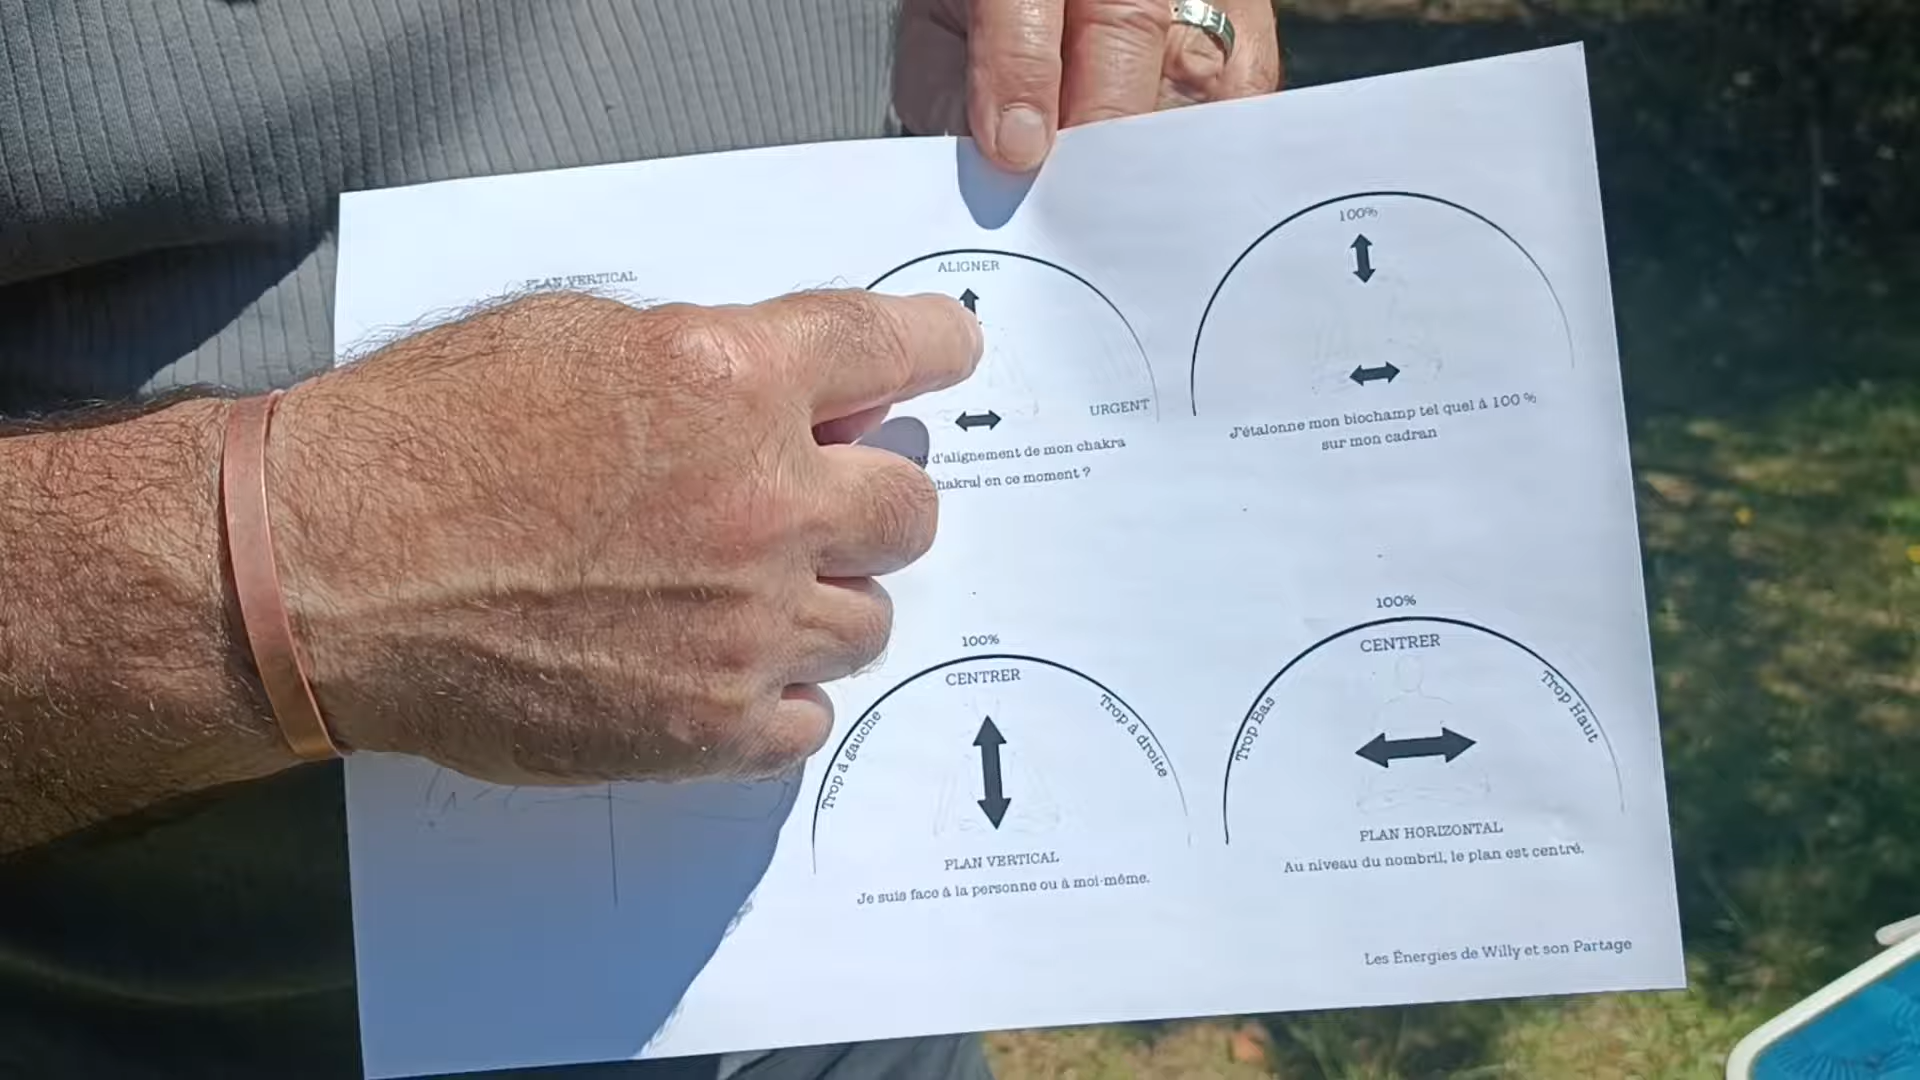 PLAN VERTICAL
ALIGNER
URGENT
d'alignement de mon chakra
en ce moment ?
100%
J'étalonne mon biochamp tel quel à 100 %
sur mon cadran
100%
CENTRER
Trop à gauche
Trop à droite
PLAN VERTICAL
Je suis face à la personne ou à moi-même.
100%
CENTRER
Trop Bas
Trop Haut
PLAN HORIZONTAL
Au niveau du nombril, le plan est centré.
Les Énergies de Willy et son Partage